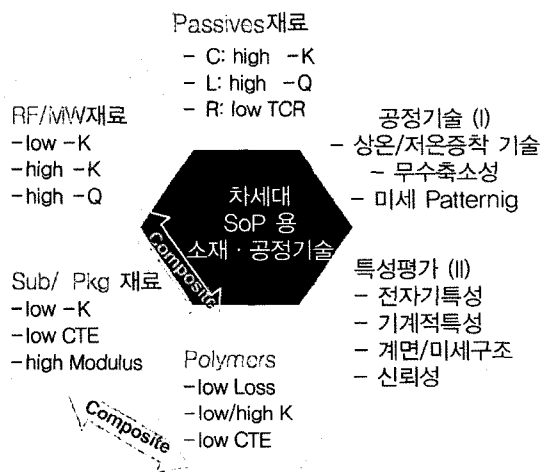 Passives재료
- C: high -K
- L: high -Q
- R: low TCR
RF/MW재료
-low -K
-high -K
-high -Q
공정기술 (I)
- 상온/저온증착 기술
- 무수축소성
- 미세 Patternig
차세대
SoP 용
소재 · 공정기술
Composite
Sub/ Pkg 재료
-low -K
-low CTE
-high Modulus
특성평가 (II)
- 전자기특성
- 기계적특성
- 계면/미세구조
- 신뢰성
Polymers
-low Loss
-low/high K
-low CTE
Composite